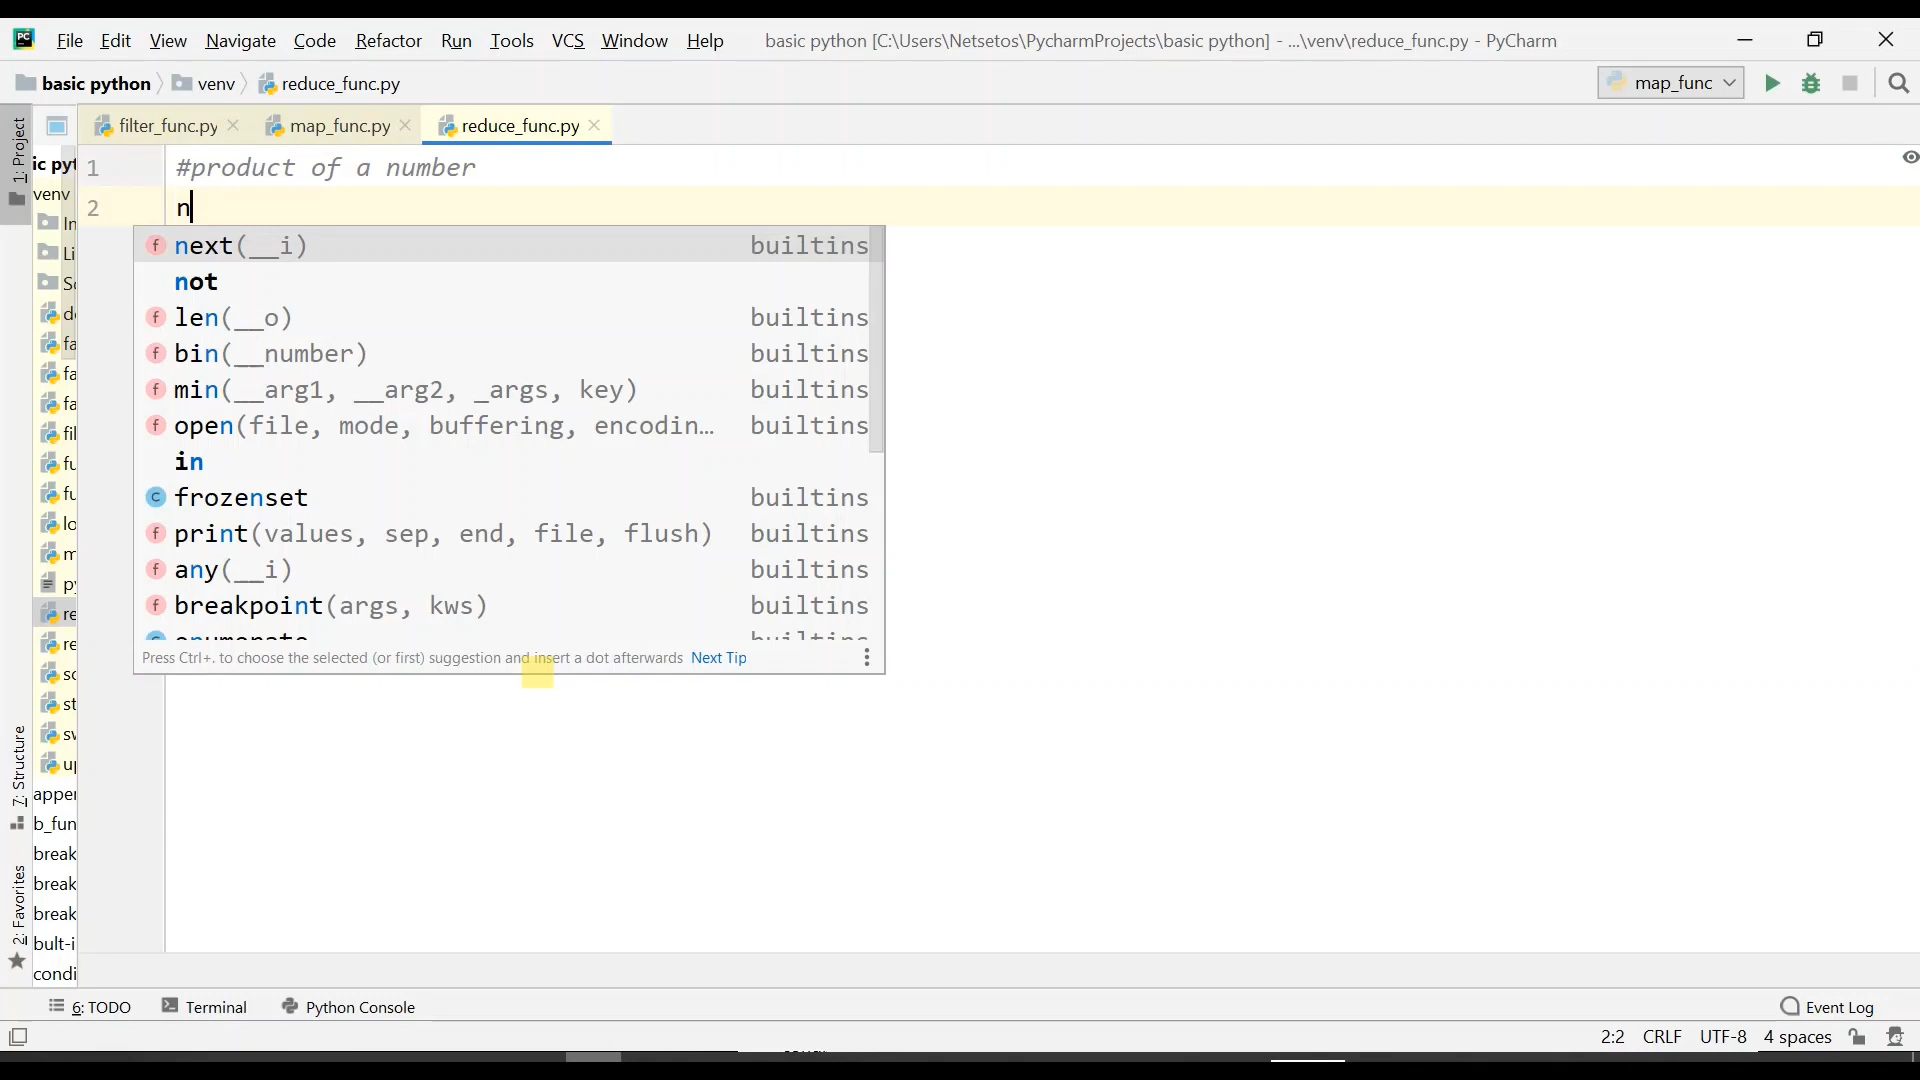 PC File Edit View Navigate Code Refactor Run Tools VCS Window Help basic python [C:\Users\Netsetos\PycharmProjects\basic python] - ...\venv\reduce_func.py - PyCharm
basic python venv reduce_func.py map_func
filter_func.py map_func.py reduce_func.py
1: Project
7: Structure
2: Favorites
ic pyt
venv
In
Li
Sc
de
fa
fa
fa
fil
fu
fu
lo
m
py
re
re
sc
st
sw
up
apper
b_fun
break
break
break
bult-i
condi
1 #product of a number
2 n
f next(__i) builtins
not
f len(__o) builtins
f bin(__number) builtins
f min(__arg1, __arg2, _args, key) builtins
f open(file, mode, buffering, encodin… builtins
in
c frozenset builtins
f print(values, sep, end, file, flush) builtins
f any(__i) builtins
f breakpoint(args, kws) builtins
Press Ctrl+. to choose the selected (or first) suggestion and insert a dot afterwards Next Tip
6: TODO Terminal Python Console Event Log
2:2 CRLF UTF-8 4 spaces